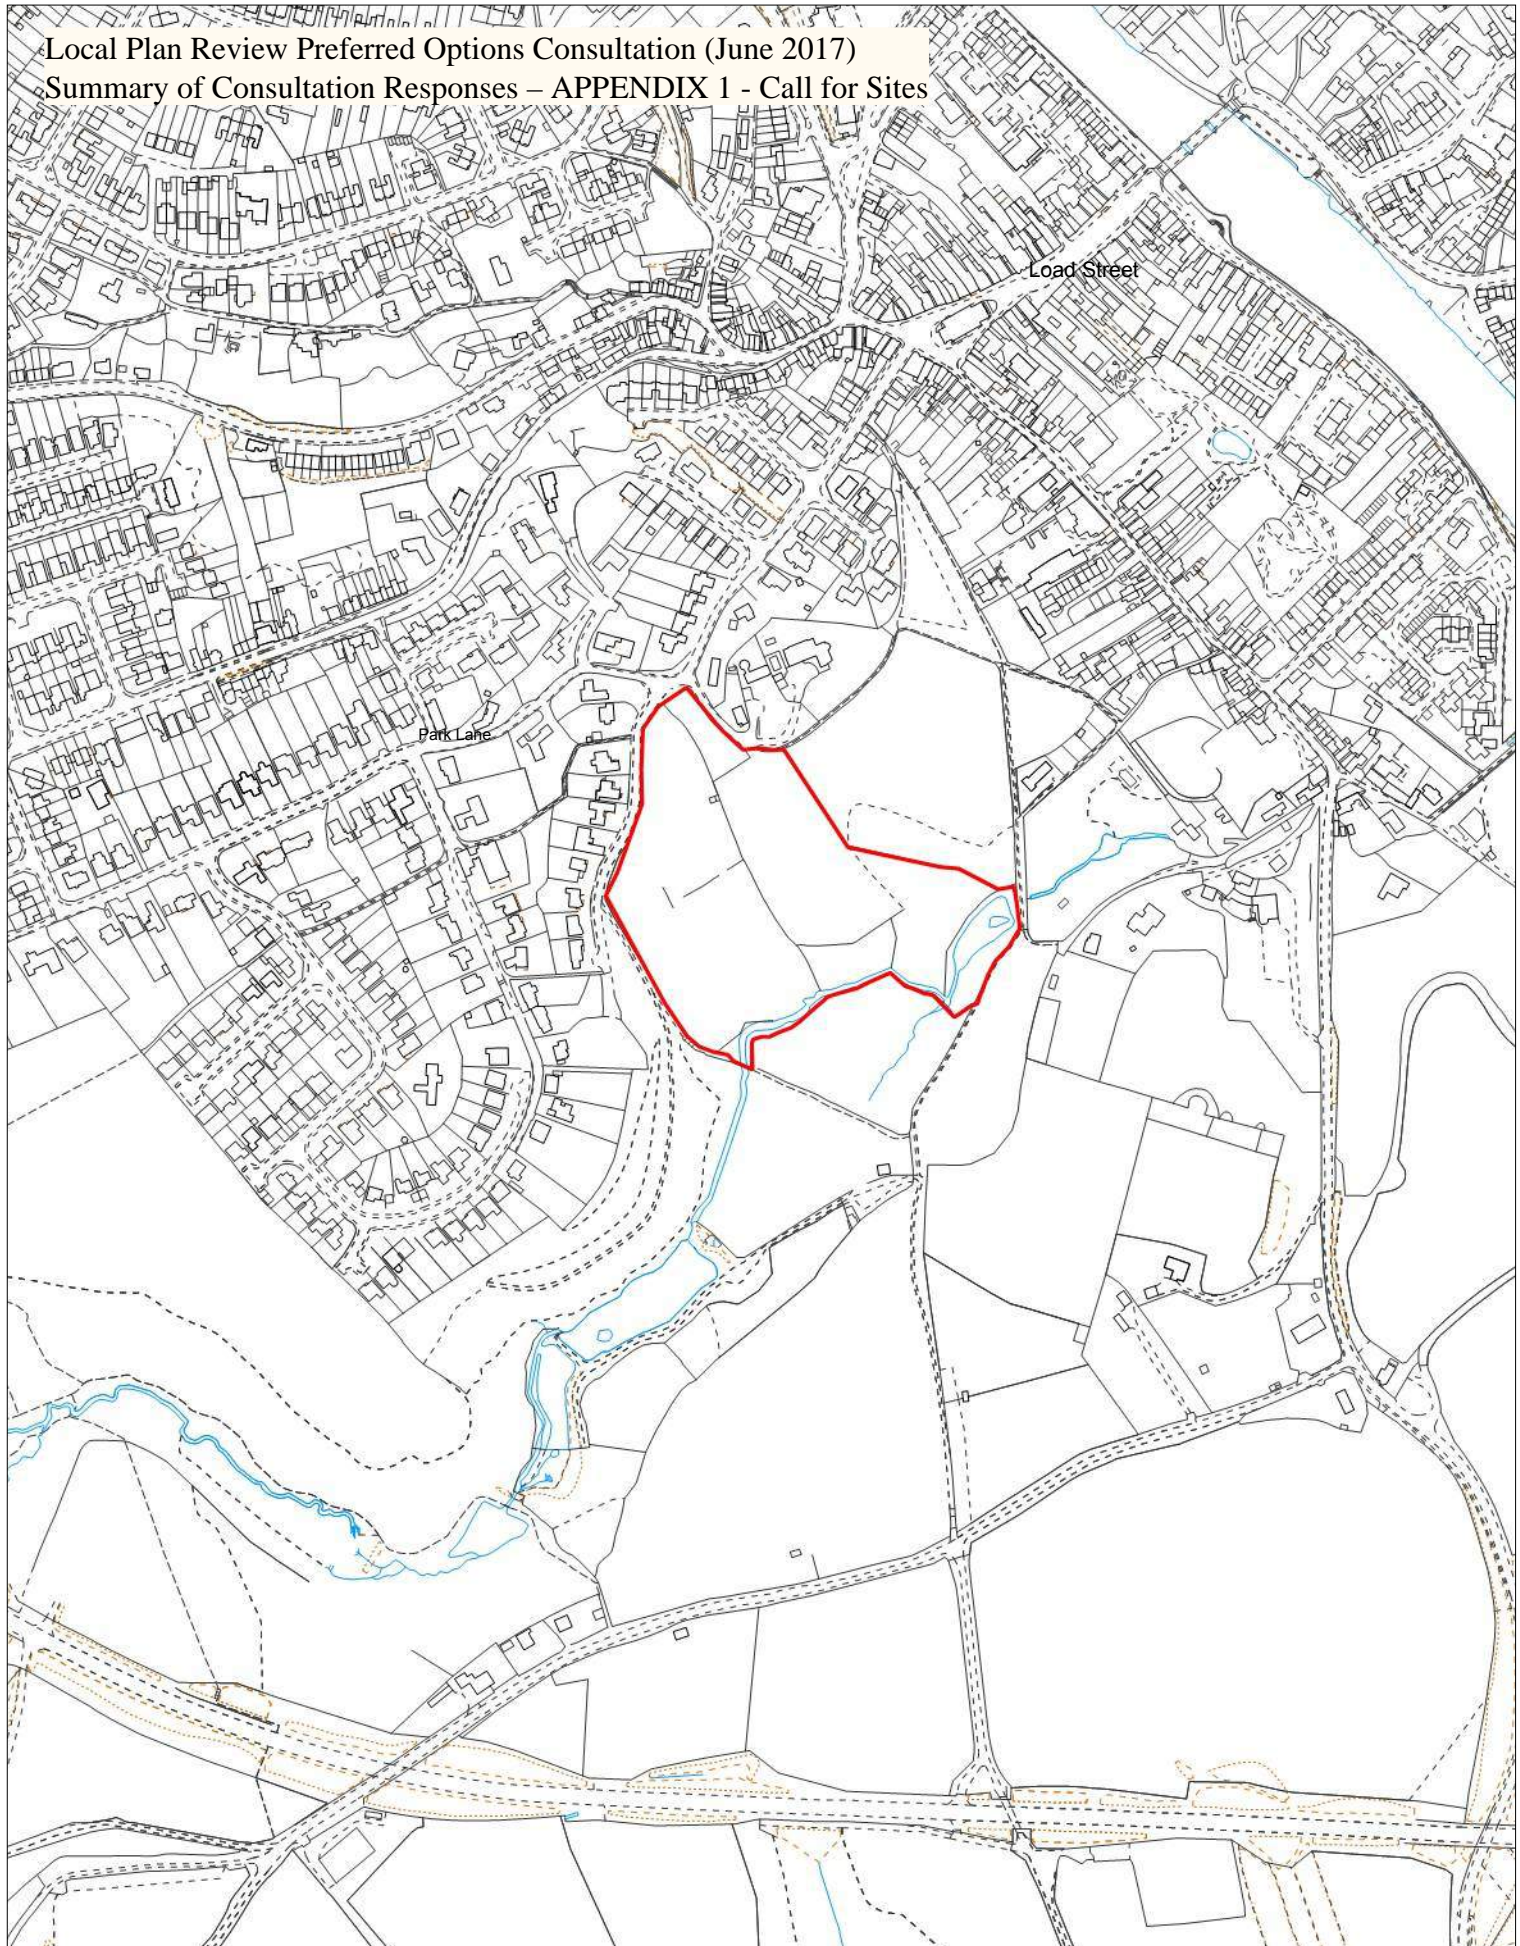 Local Plan Review Preferred Options Consultation (June 2017)
Summary of Consultation Responses – APPENDIX 1 - Call for Sites
Load Street
Park Lane